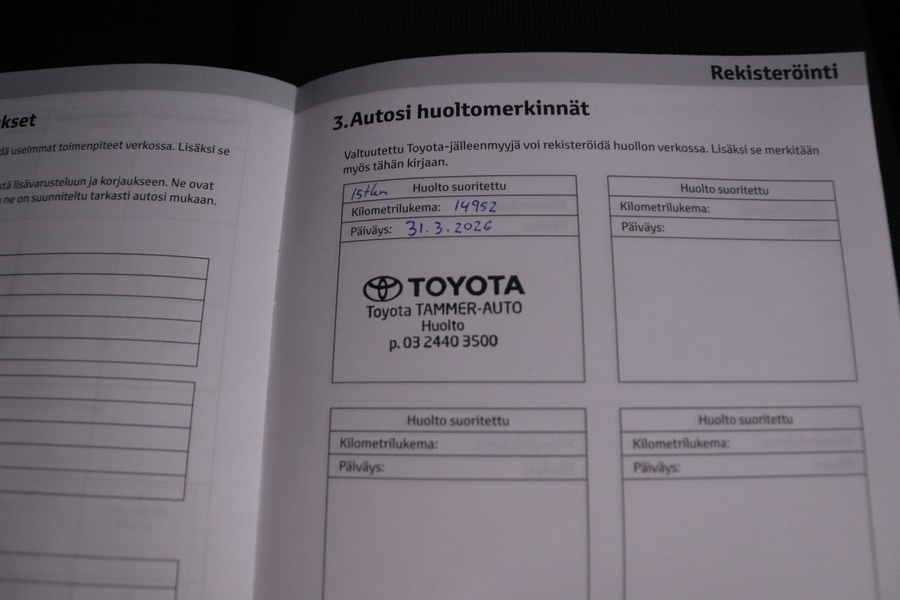 kset
dä useimmat toimenpiteet verkossa. Lisäksi se
stä lisävarusteluun ja korjaukseen. Ne ovat
ne on suunniteltu tarkasti autosi mukaan.
Rekisteröinti
3.Autosi huoltomerkinnät
Valtuutettu Toyota-jälleenmyyjä voi rekisteröidä huollon verkossa. Lisäksi se merkitään
myös tähän kirjaan.
15tkm Huolto suoritettu
Kilometrilukema: 14952
Päiväys: 31.3.2026
TOYOTA
Toyota TAMMER-AUTO
Huolto
p. 03 2440 3500
Huolto suoritettu
Kilometrilukema:
Päiväys:
Huolto suoritettu
Kilometrilukema:
Päiväys:
Huolto suoritettu
Kilometrilukema:
Päiväys: